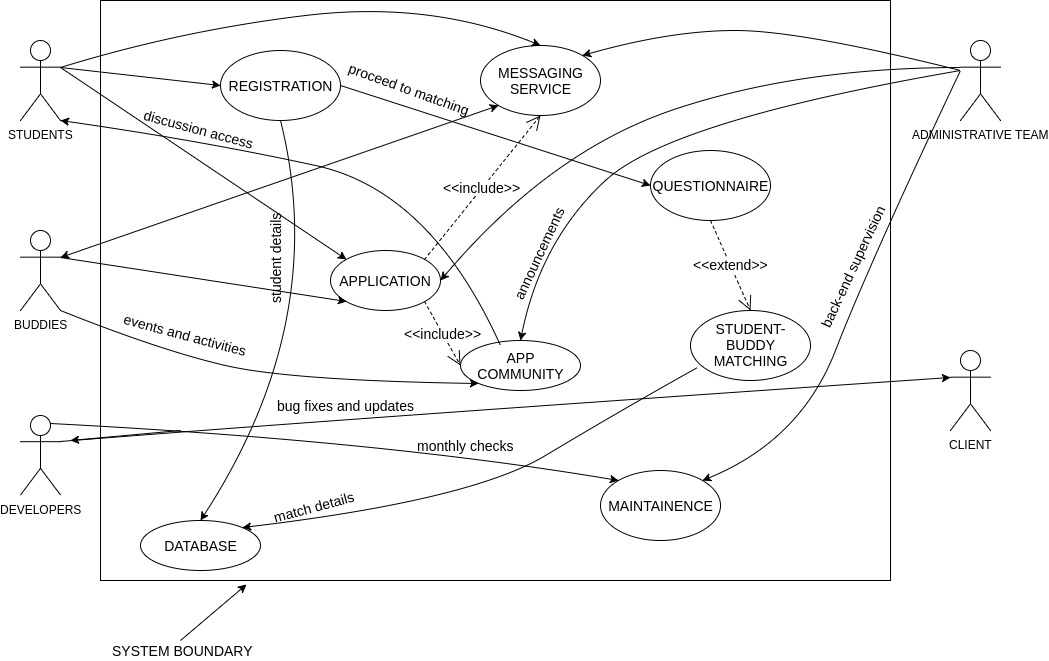 MESSAGING
SERVICE
proceed to matching
REGISTRATION
STUDENTS
discussion access
ADMINISTRATIVE TEAM
<<include>>
QUESTIONNAIRE
student details
announcements
back-end supervision
<<extend>>
APPLICATION
BUDDIES
events and activities
<<include>>
STUDENT-
BUDDY
MATCHING
APP
COMMUNITY
bug fixes and updates
monthly checks
CLIENT
DEVELOPERS
match details
MAINTAINENCE
DATABASE
SYSTEM BOUNDARY